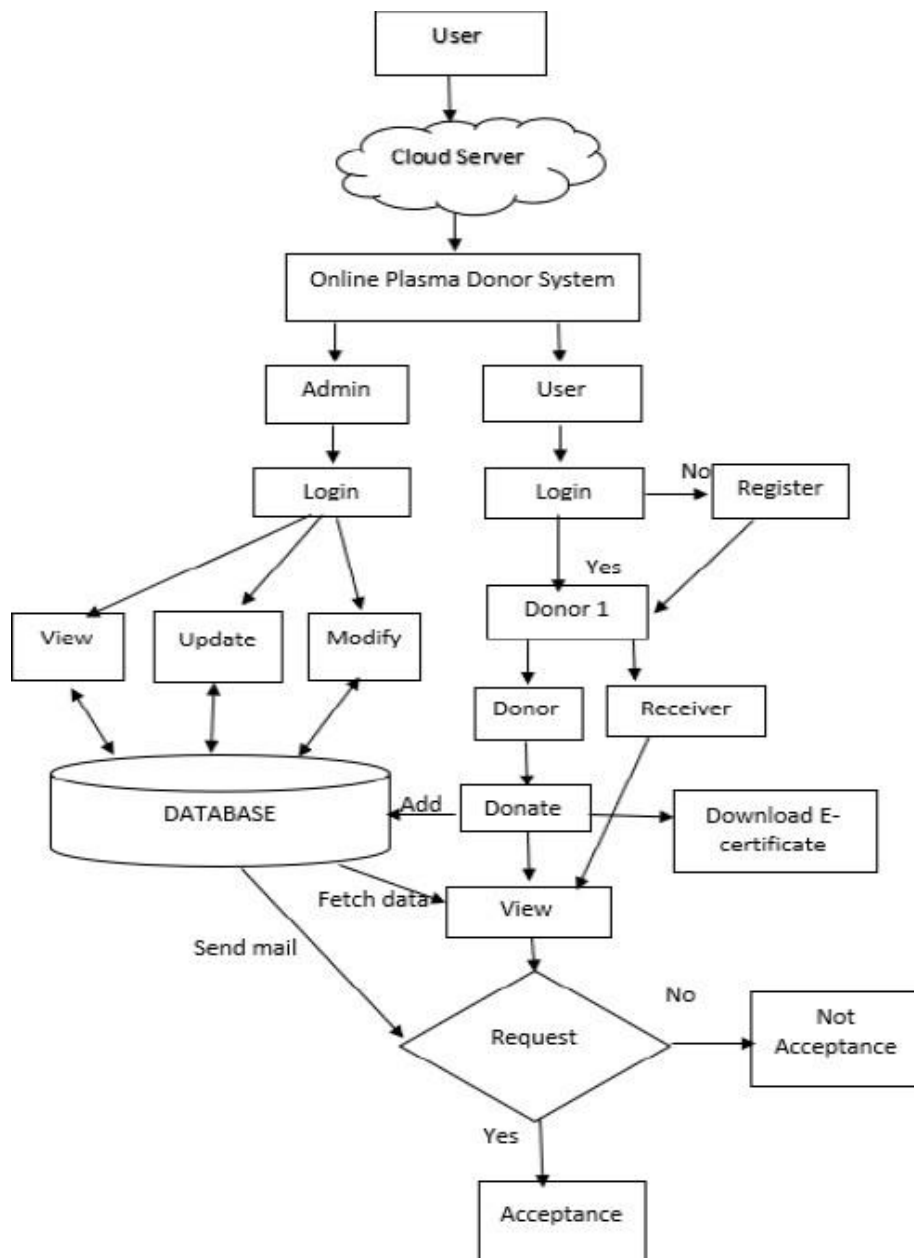 User
Cloud Server
Online Plasma Donor System
Admin
User
Login
Login
No
Register
Yes
Donor 1
View
Update
Modify
Donor
Receiver
DATABASE
Add
Donate
Download E-
certificate
Fetch data
View
Send mail
Request
No
Not
Acceptance
Yes
Acceptance